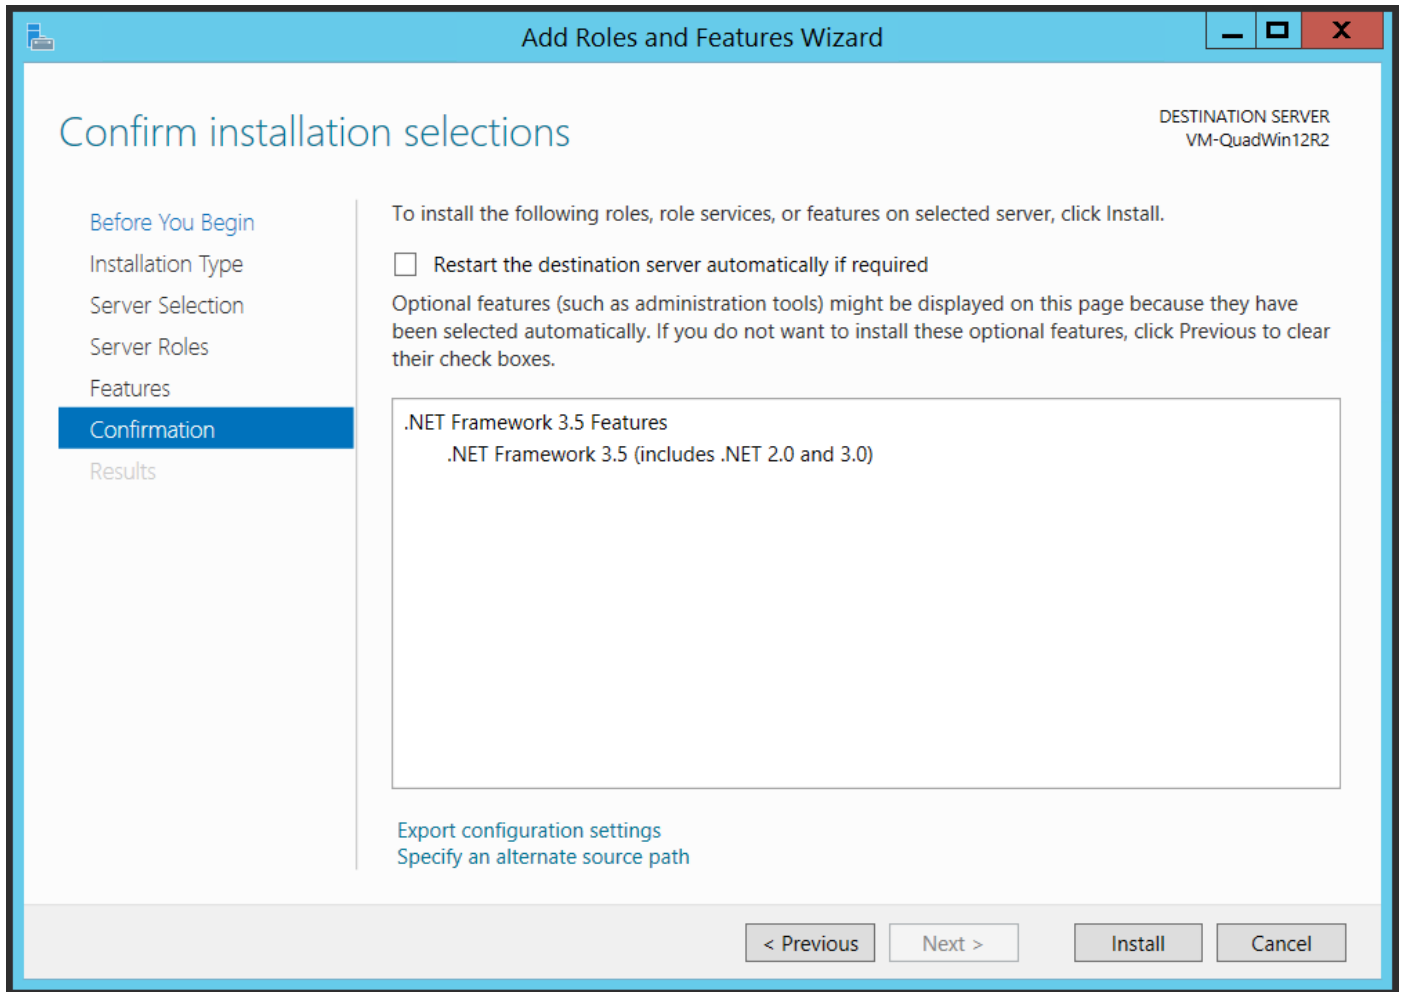 Add Roles and Features Wizard
Confirm installation selections
DESTINATION SERVER
VM-QuadWin12R2
Before You Begin
Installation Type
Server Selection
Server Roles
Features
Confirmation
Results
To install the following roles, role services, or features on selected server, click Install.
Restart the destination server automatically if required
Optional features (such as administration tools) might be displayed on this page because they have
been selected automatically. If you do not want to install these optional features, click Previous to clear
their check boxes.
.NET Framework 3.5 Features
.NET Framework 3.5 (includes .NET 2.0 and 3.0)
Export configuration settings
Specify an alternate source path
< Previous
Next >
Install
Cancel